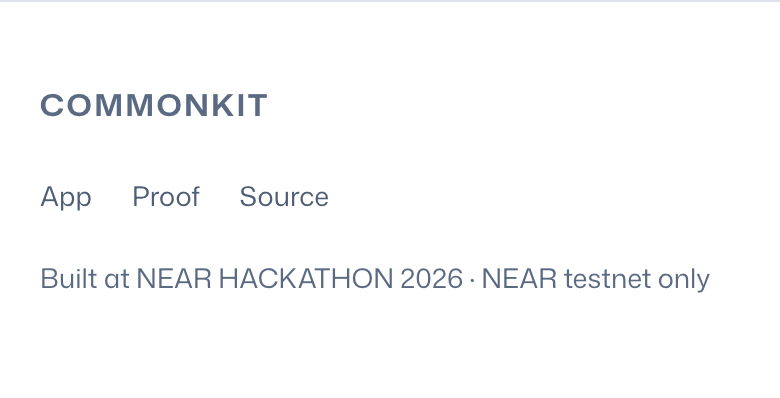 COMMONKIT
App Proof Source
Built at NEAR HACKATHON 2026 · NEAR testnet only